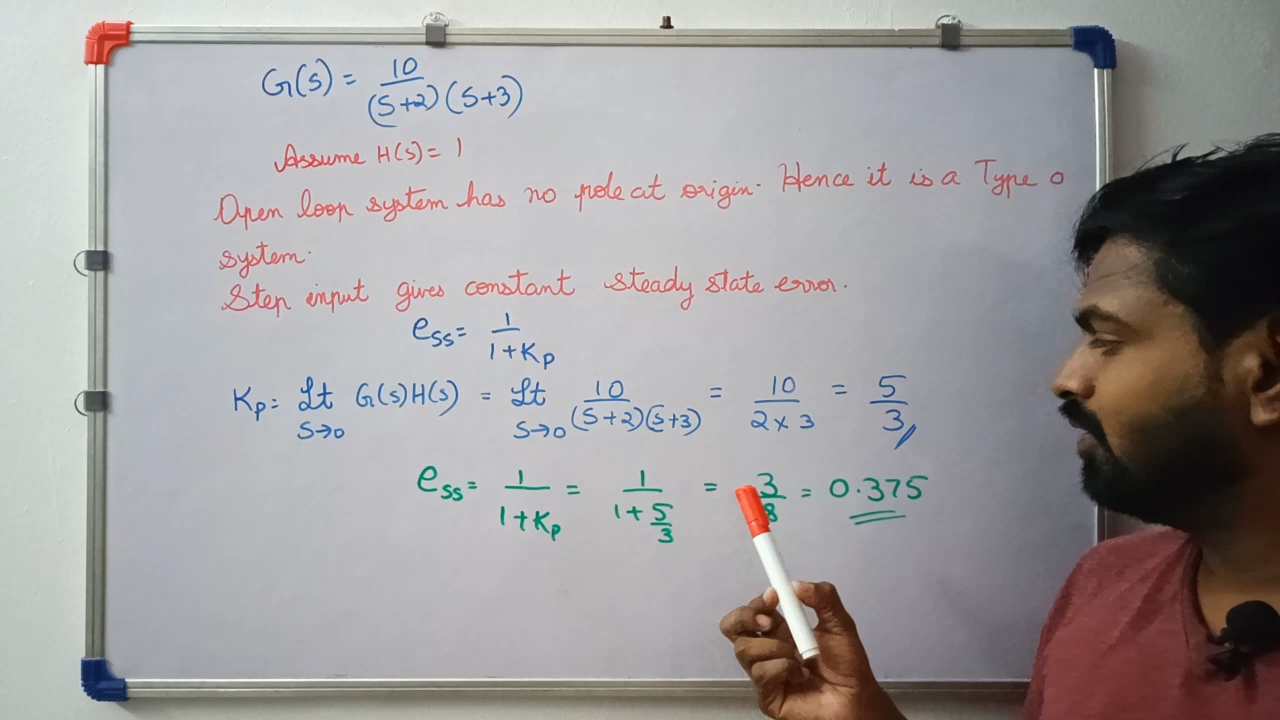 G(s) = 10 / (S+2)(S+3)
Assume H(s) = 1
Open loop system has no pole at origin. Hence it is a Type 0
system.
Step input gives constant steady state error.
ess = 1 / 1+Kp
Kp = Lt S→0 G(s)H(s) = Lt S→0 10 / (S+2)(S+3) = 10 / 2×3 = 5/3
ess = 1 / 1+Kp = 1 / 1+5/3 = 3/8 = 0.375